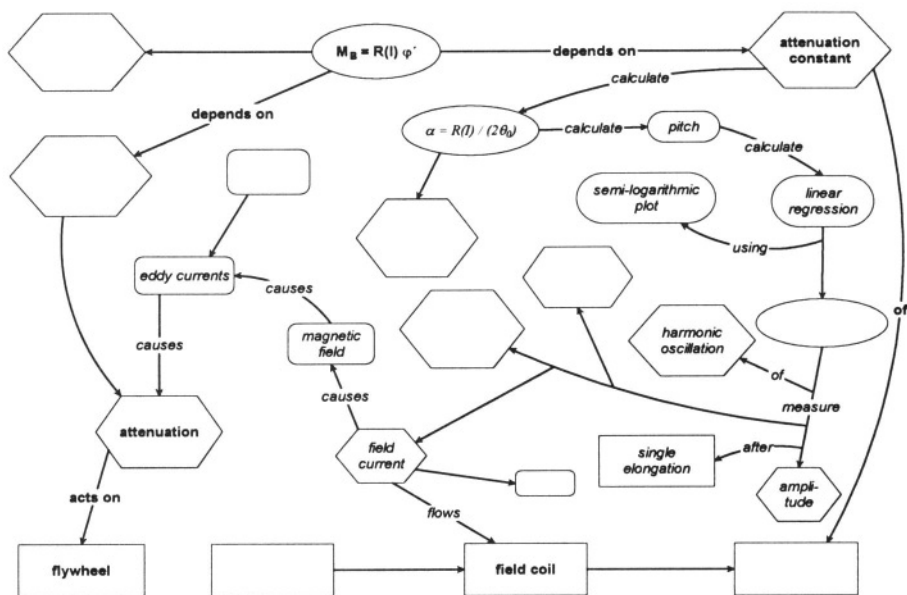 M_B = R(I) φ˙
depends on
attenuation
constant
calculate
depends on
α = R(I) / (2θ₀)
calculate
pitch
calculate
semi-logarithmic
plot
linear
regression
using
eddy currents
causes
magnetic
field
harmonic
oscillation
of
of
causes
causes
measure
attenuation
field
current
single
elongation
after
ampli-
tude
acts on
flows
flywheel
field coil